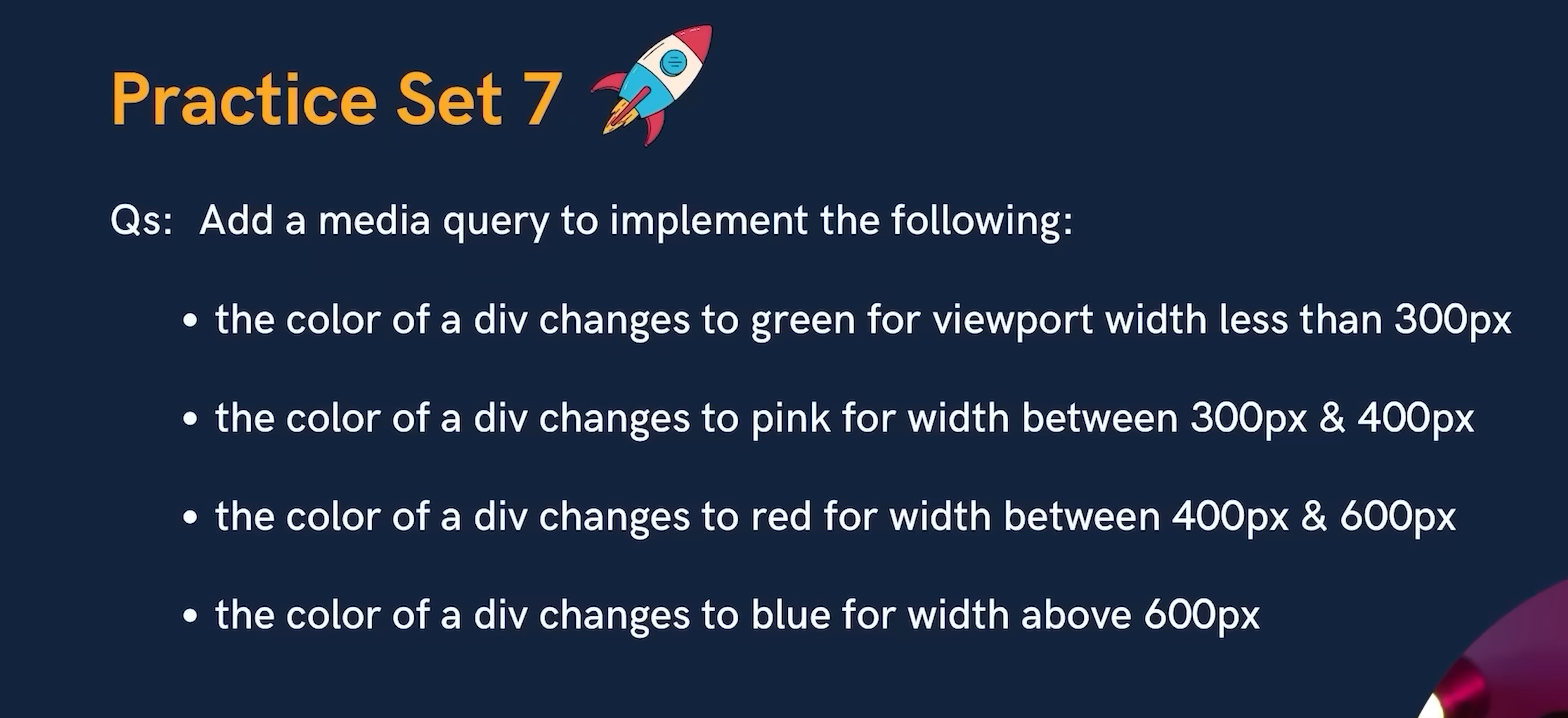 Practice Set 7
Qs: Add a media query to implement the following:
• the color of a div changes to green for viewport width less than 300px
• the color of a div changes to pink for width between 300px & 400px
• the color of a div changes to red for width between 400px & 600px
• the color of a div changes to blue for width above 600px